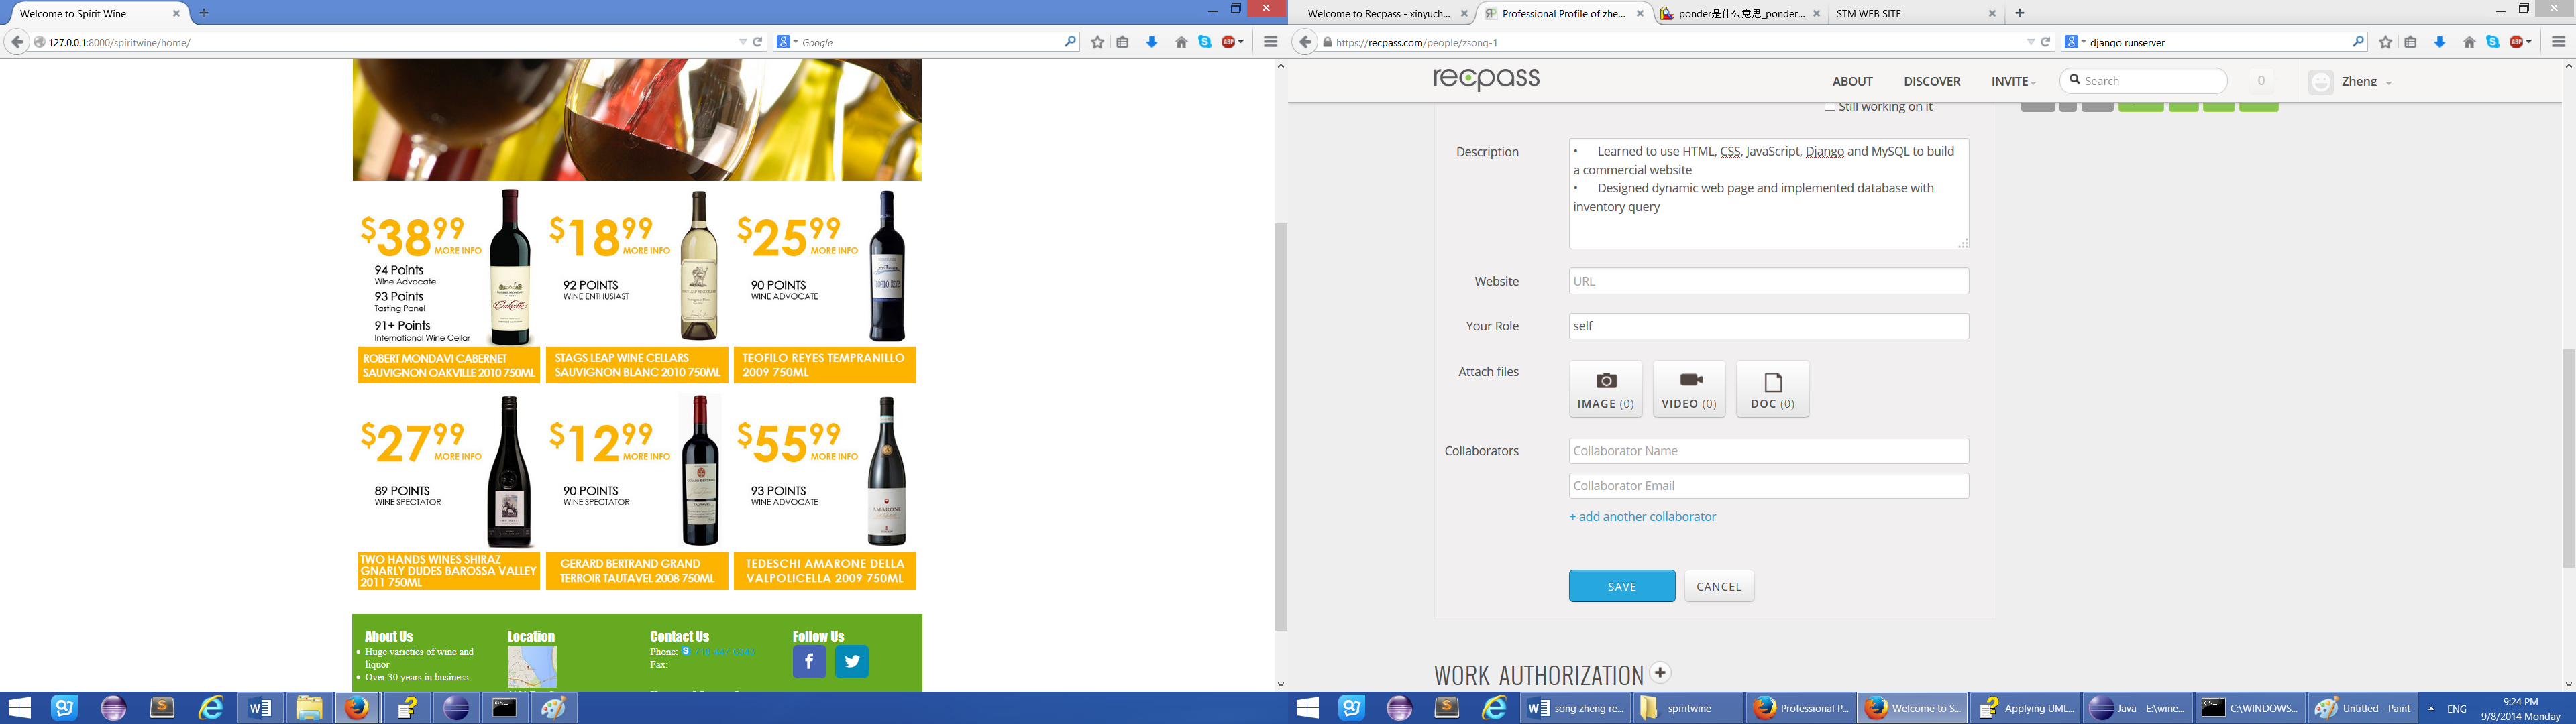 Welcome to Spirit Wine
127.0.0.1:8000/spiritwine/home/
Google
$38.99
MORE INFO
94 Points
Wine Advocate
93 Points
Tasting Panel
91+ Points
International Wine Cellar
ROBERT MONDAVI CABERNET
SAUVIGNON OAKVILLE 2010 750ML
$18.99
MORE INFO
92 POINTS
WINE ENTHUSIAST
STAGS LEAP WINE CELLARS
SAUVIGNON BLANC 2010 750ML
$25.99
MORE INFO
90 POINTS
WINE ADVOCATE
TEOFILO REYES TEMPRANILLO
2009 750ML
$27.99
MORE INFO
89 POINTS
WINE SPECTATOR
TWO HANDS WINES SHIRAZ
GNARLY DUDES BAROSSA VALLEY
2011 750ML
$12.99
MORE INFO
90 POINTS
WINE SPECTATOR
GERARD BERTRAND GRAND
TERROIR TAUTAVEL 2008 750ML
$55.99
MORE INFO
93 POINTS
WINE ADVOCATE
AMARONE
TEDESCHI AMARONE DELLA
VALPOLICELLA 2009 750ML
About Us
• Huge varieties of wine and
liquor
• Over 30 years in business
Location
Contact Us
Phone:
Fax:
Follow Us
Welcome to Recpass - xinyuch...
Professional Profile of zhe...
ponder是什么意思_ponder...
STM WEB SITE
https://recpass.com/people/zsong-1
django runserver
recpass
ABOUT
DISCOVER
INVITE
Search
0
Zheng
Still working on it
Description
• Learned to use HTML, CSS, JavaScript, Django and MySQL to build
a commercial website
• Designed dynamic web page and implemented database with
inventory query
Website
URL
Your Role
self
Attach files
IMAGE (0)
VIDEO (0)
DOC (0)
Collaborators
Collaborator Name
Collaborator Email
+ add another collaborator
SAVE
CANCEL
WORK AUTHORIZATION
song zheng re...
spiritwine
Professional P...
Welcome to S...
Applying UML...
Java - E:\wine...
C:\WINDOWS...
Untitled - Paint
ENG
9:24 PM
9/8/2014 Monday